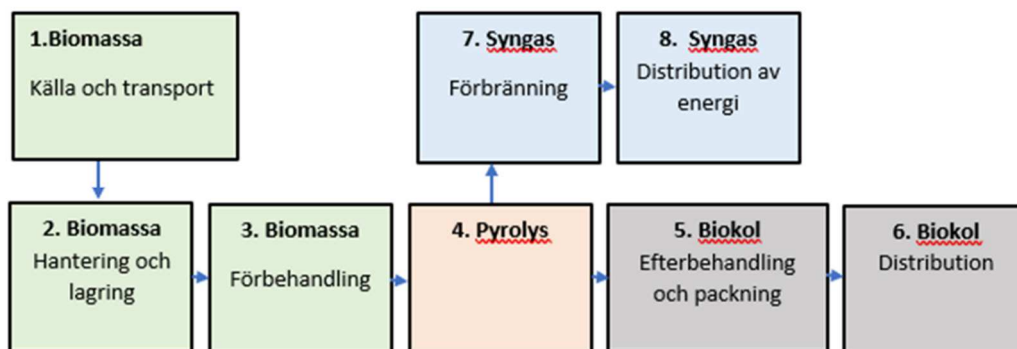 1.Biomassa
Källa och transport
7. Syngas
Förbränning
8. Syngas
Distribution av
energi
2. Biomassa
Hantering och
lagring
3. Biomassa
Förbehandling
4. Pyrolys
5. Biokol
Efterbehandling
och packning
6. Biokol
Distribution